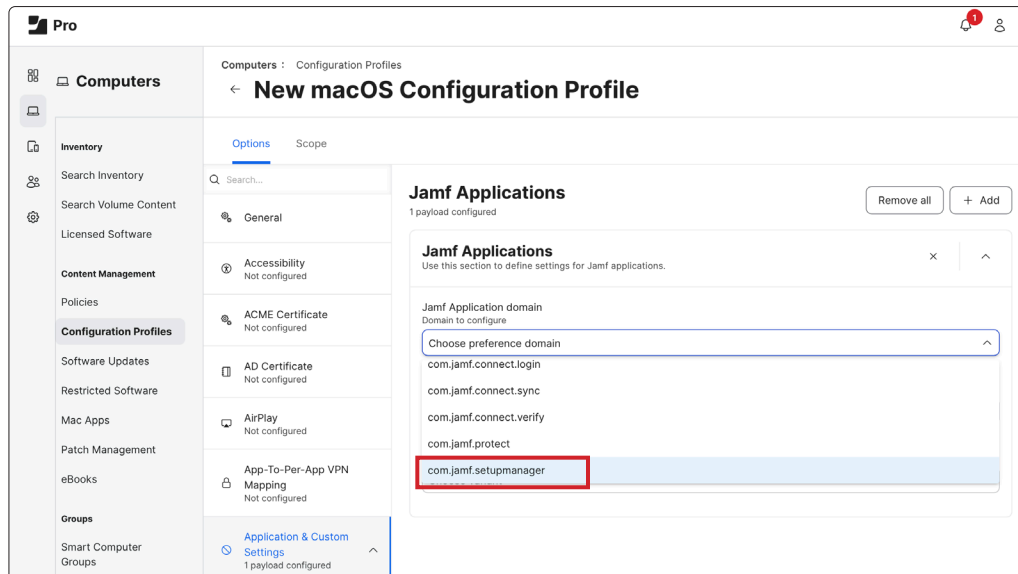 Pro
1
Computers
Inventory
Search Inventory
Search Volume Content
Licensed Software
Content Management
Policies
Configuration Profiles
Software Updates
Restricted Software
Mac Apps
Patch Management
eBooks
Groups
Smart Computer
Groups
Computers : Configuration Profiles
← New macOS Configuration Profile
Options Scope
Search...
General
Accessibility
Not configured
ACME Certificate
Not configured
AD Certificate
Not configured
AirPlay
Not configured
App-To-Per-App VPN
Mapping
Not configured
Application & Custom
Settings
1 payload configured
Jamf Applications
1 payload configured
Remove all
+ Add
Jamf Applications
Use this section to define settings for Jamf applications.
Jamf Application domain
Domain to configure
Choose preference domain
com.jamf.connect.login
com.jamf.connect.sync
com.jamf.connect.verify
com.jamf.protect
com.jamf.setupmanager